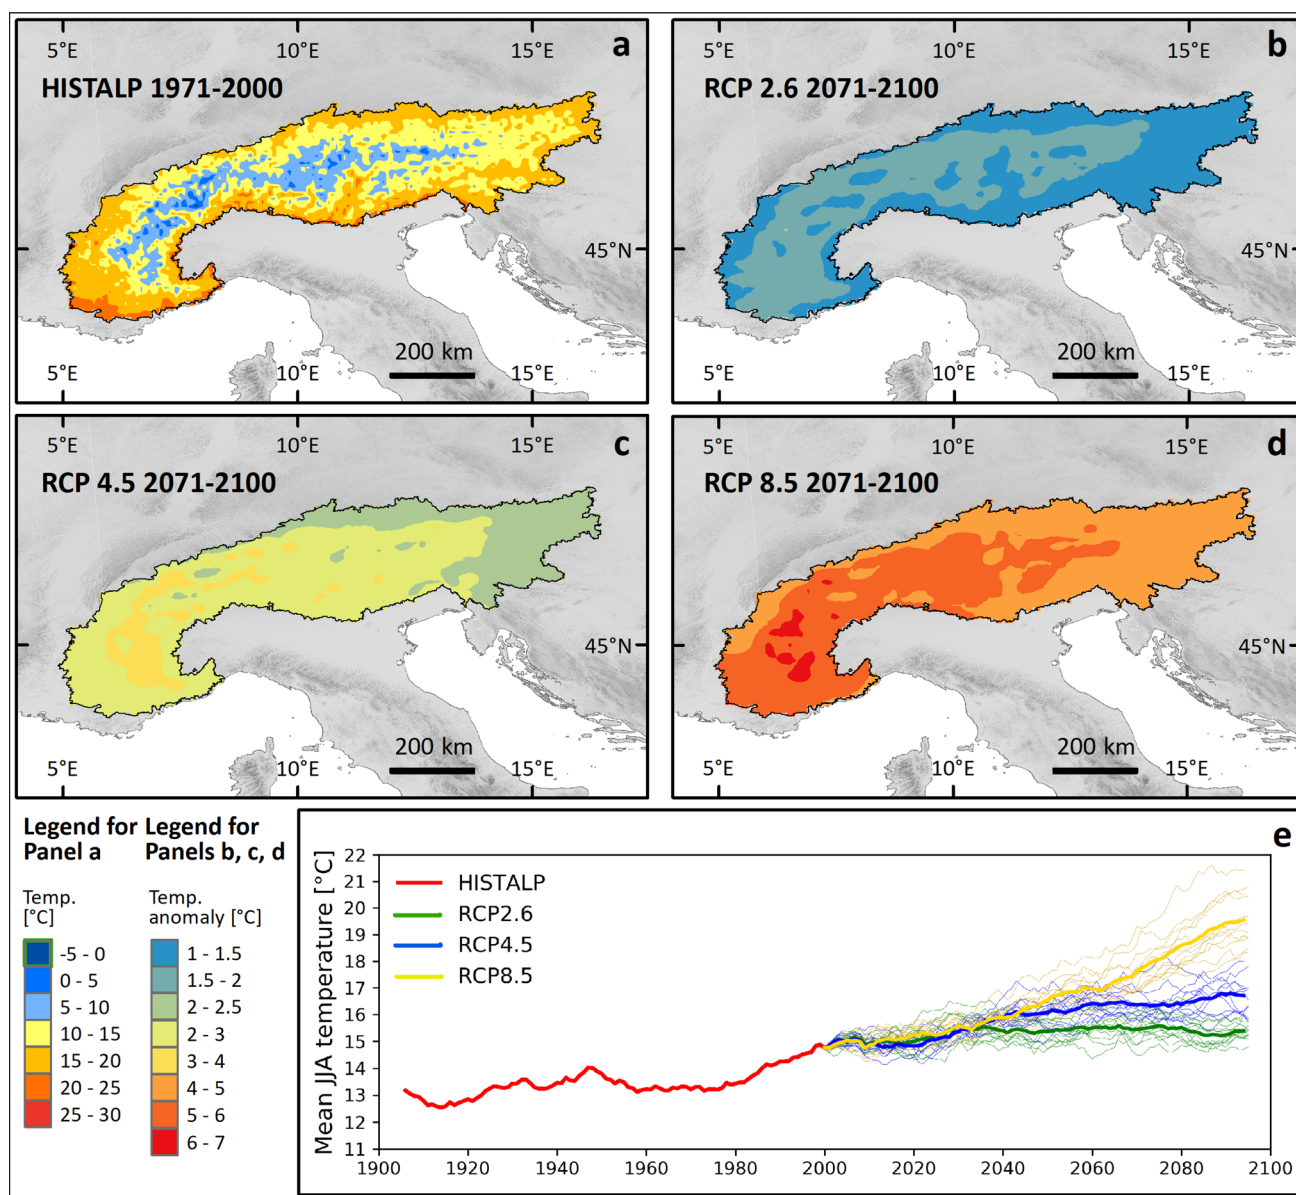 5°E 10°E 15°E a
HISTALP 1971-2000
45°N
200 km
5°E 10°E 15°E
5°E 10°E 15°E b
RCP 2.6 2071-2100
200 km
5°E 10°E 15°E
5°E 10°E 15°E c
RCP 4.5 2071-2100
45°N
200 km
5°E 10°E 15°E
5°E 10°E 15°E d
RCP 8.5 2071-2100
200 km
5°E 10°E 15°E
Legend for
Panel a
Temp.
[°C]
-5 - 0
0 - 5
5 - 10
10 - 15
15 - 20
20 - 25
25 - 30
Legend for
Panels b, c, d
Temp.
anomaly [°C]
1 - 1.5
1.5 - 2
2 - 2.5
2 - 3
3 - 4
4 - 5
5 - 6
6 - 7
e
Mean JJA temperature [°C]
22
21
20
19
18
17
16
15
14
13
12
11
HISTALP
RCP2.6
RCP4.5
RCP8.5
1900 1920 1940 1960 1980 2000 2020 2040 2060 2080 2100